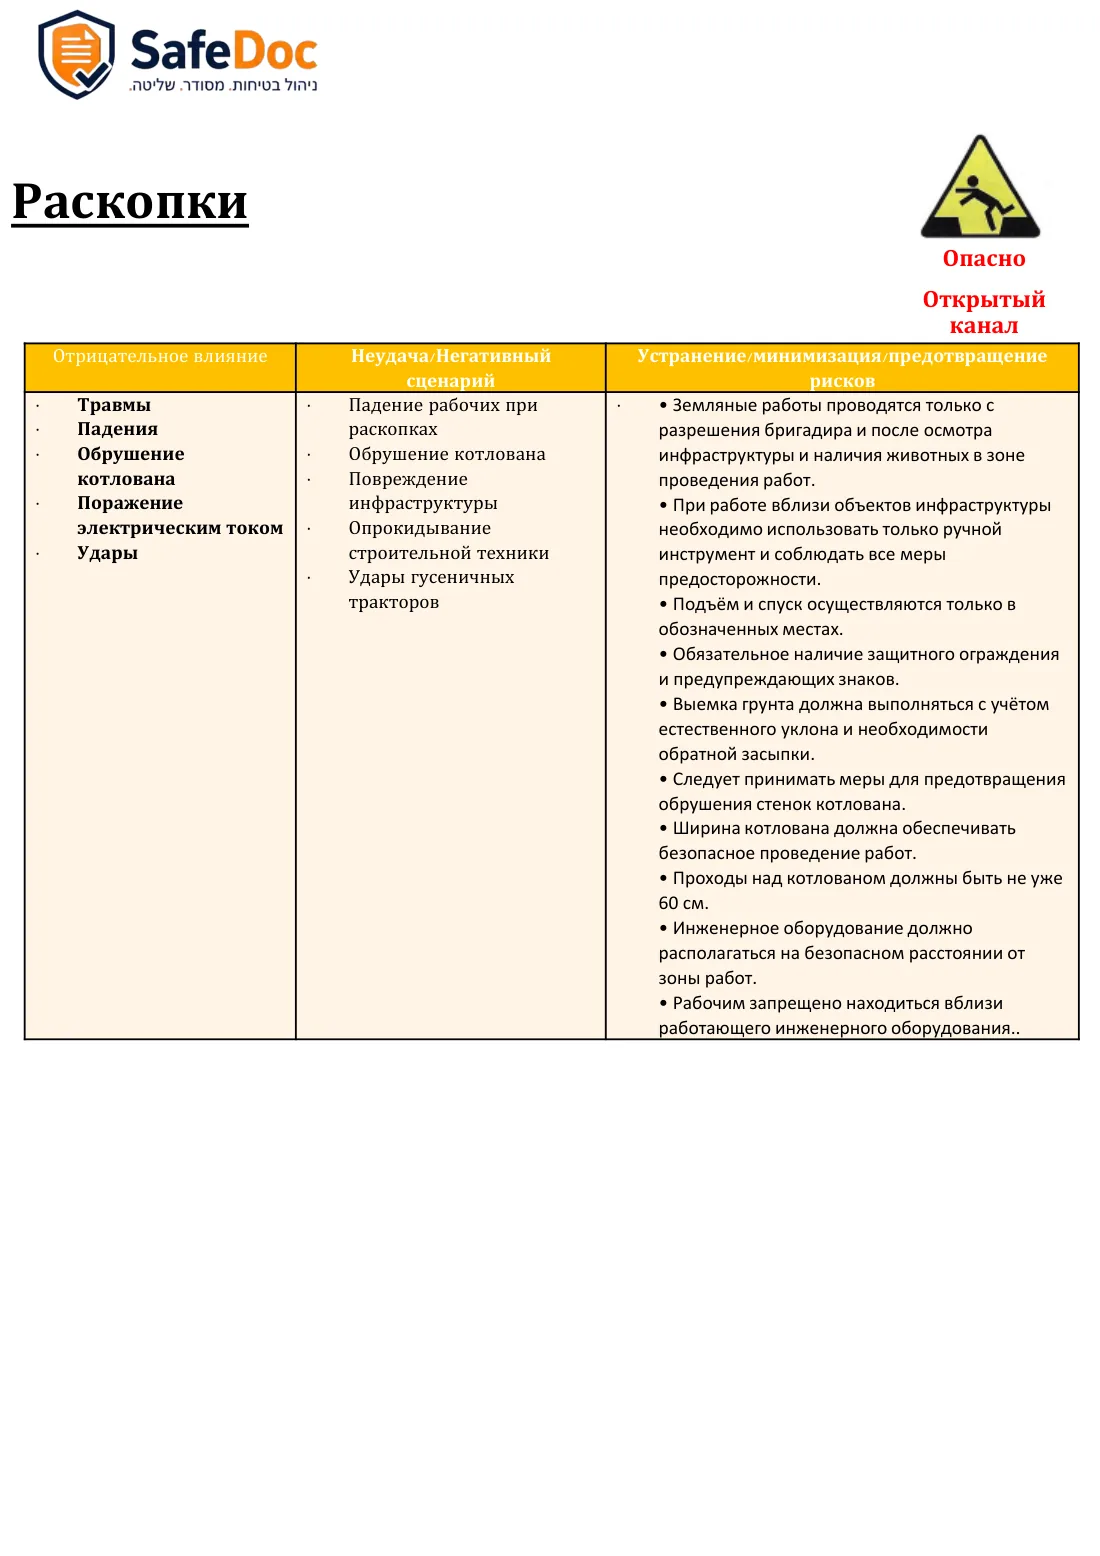 SafeDoc
ניהול בטיחות. מסודר. שליטה.
Раскопки
Опасно
Открытый
канал
Отрицательное влияние
Неудача/Негативный
сценарий
Устранение/минимизация/предотвращение
рисков
· Травмы
· Падения
· Обрушение
котлована
· Поражение
электрическим током
· Удары
· Падение рабочих при
раскопках
· Обрушение котлована
· Повреждение
инфраструктуры
· Опрокидывание
строительной техники
· Удары гусеничных
тракторов
· • Земляные работы проводятся только с
разрешения бригадира и после осмотра
инфраструктуры и наличия животных в зоне
проведения работ.
• При работе вблизи объектов инфраструктуры
необходимо использовать только ручной
инструмент и соблюдать все меры
предосторожности.
• Подъём и спуск осуществляются только в
обозначенных местах.
• Обязательное наличие защитного ограждения
и предупреждающих знаков.
• Выемка грунта должна выполняться с учётом
естественного уклона и необходимости
обратной засыпки.
• Следует принимать меры для предотвращения
обрушения стенок котлована.
• Ширина котлована должна обеспечивать
безопасное проведение работ.
• Проходы над котлованом должны быть не уже
60 см.
• Инженерное оборудование должно
располагаться на безопасном расстоянии от
зоны работ.
• Рабочим запрещено находиться вблизи
работающего инженерного оборудования..